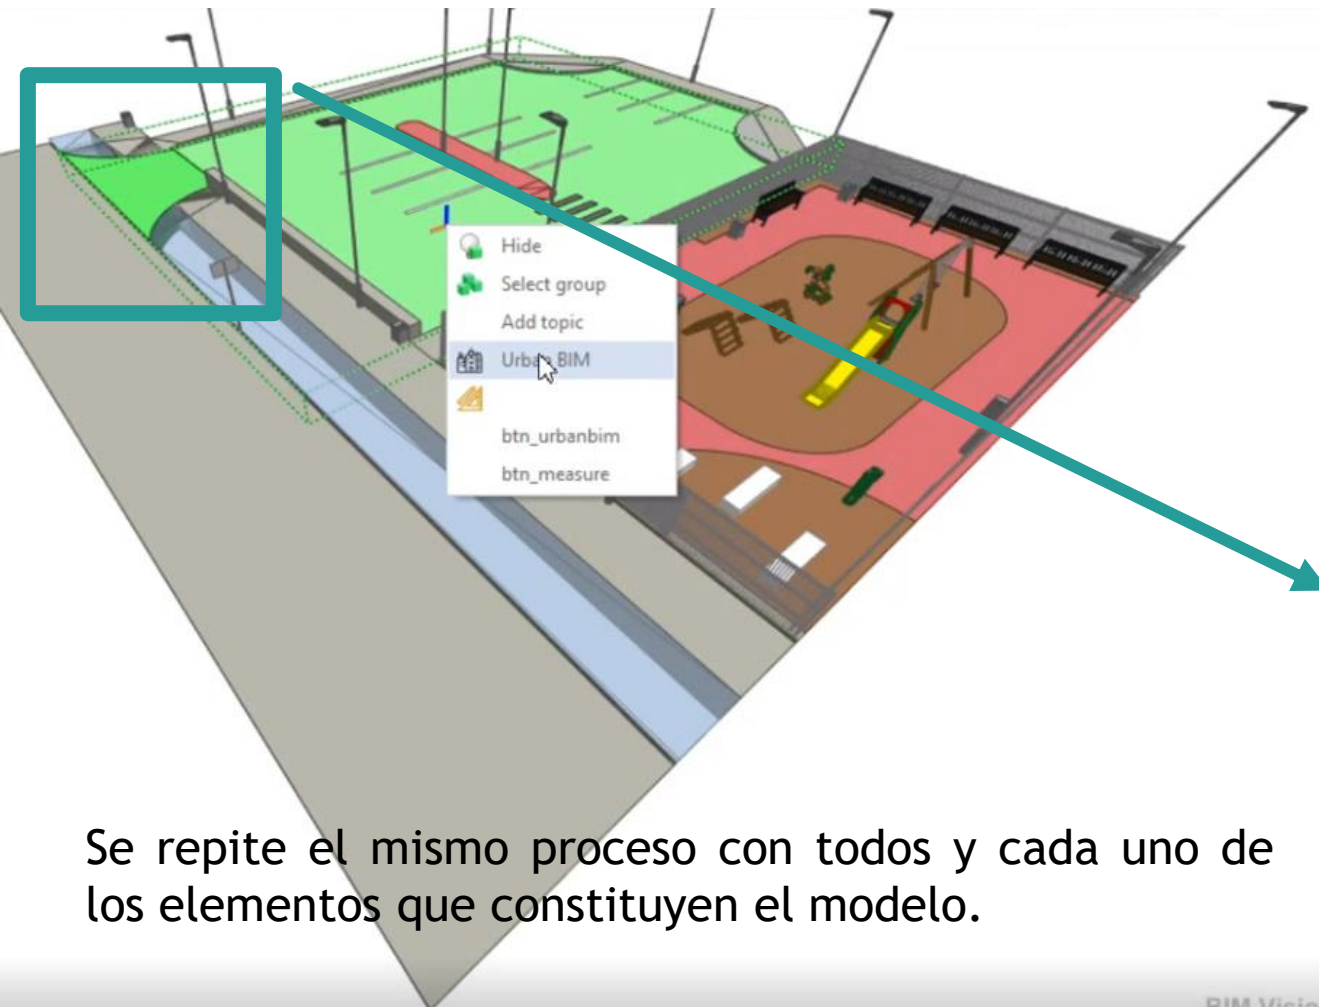 Hide
Select group
Add topic
Urban BIM
btn_urbanbim
btn_measure
Se repite el mismo proceso con todos y cada uno de
los elementos que constituyen el modelo.